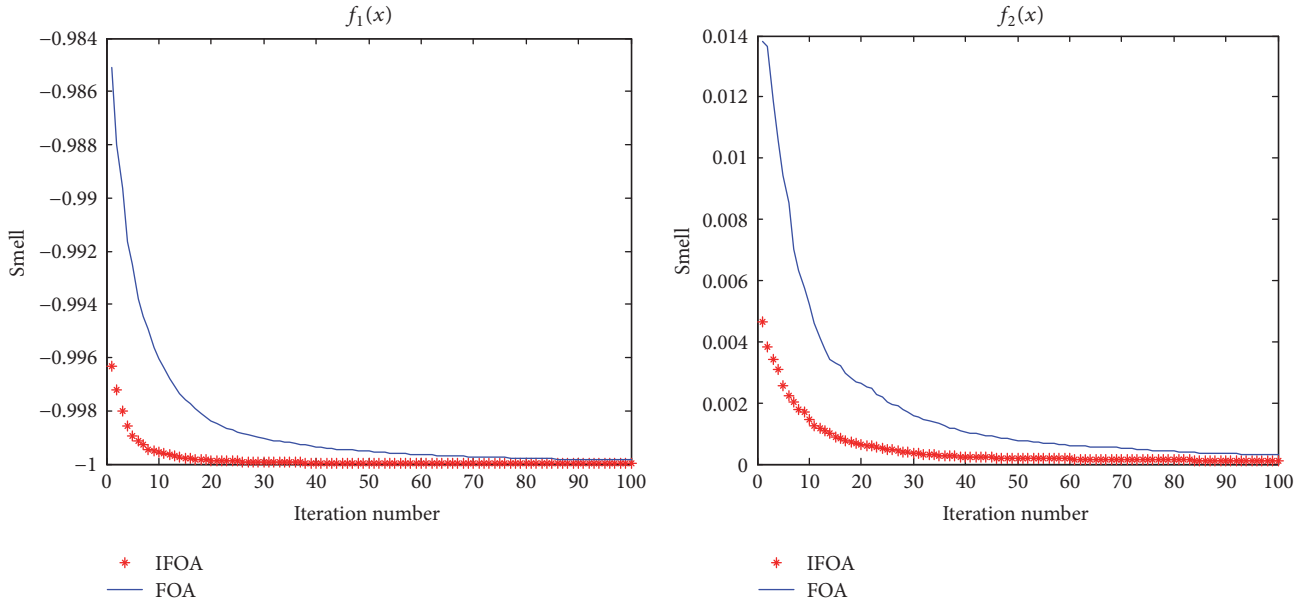 f₁(x)
−0.984
−0.986
−0.988
−0.99
−0.992
−0.994
−0.996
−0.998
−1
Smell
0 10 20 30 40 50 60 70 80 90 100
Iteration number
IFOA
FOA
f₂(x)
0.014
0.012
0.01
0.008
0.006
0.004
0.002
0
Smell
0 10 20 30 40 50 60 70 80 90 100
Iteration number
IFOA
FOA